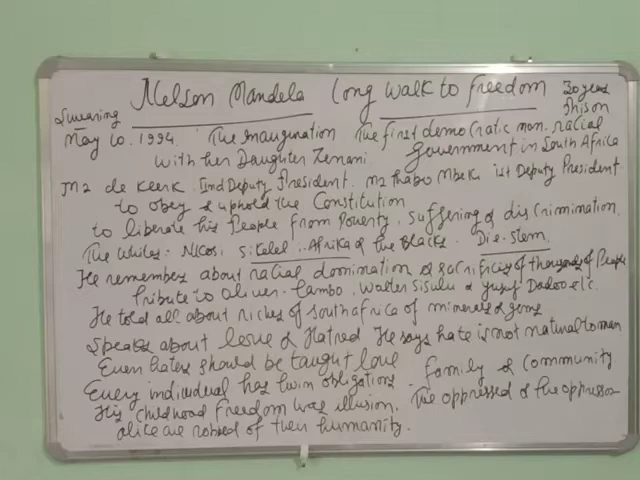 Nelson Mandela Long Walk to Freedom 30 years
Swearing Prison
May 10. 1994. The Inauguration The first democratic non. racial
With her Daughter Zenani. Government in South Africa
Mr de Klerk. IInd Deputy President. Mr Thabo Mbeki 1st Deputy President
to obey & uphold the Constitution
to liberate his People from Poverty, Suffering & discrimination.
The Whites. Nkosi Sikelel .. Afrika & the Blacks. Die-stem
He remembers about racial domination & sacrifices of thousands of People
Tribute to Oliver. Tambo, Walter Sisulu & Yusuf Dadoo etc.
He told all about riches of south africa of minerals & gems
Speaks about love & Hatred He says hate is not natural to man
Even haters should be taught love
Every individual has twin obligations - family & community
His childhood freedom was illusion. The oppressed & the oppressor
alike are robbed of their humanity.